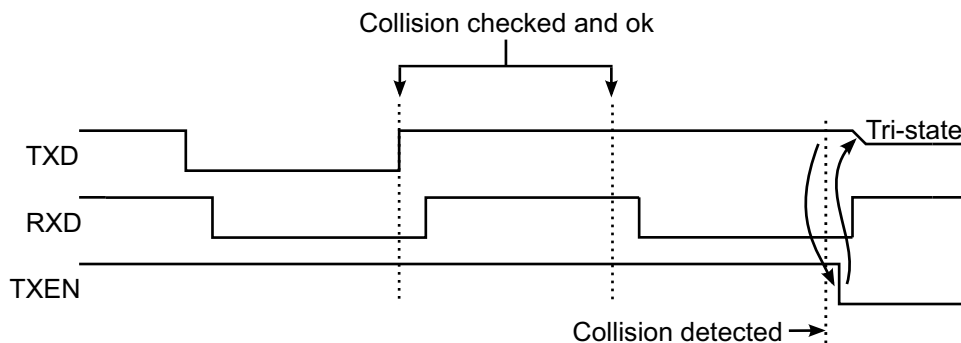 Collision checked and ok
Tri-state
TXD
RXD
TXEN
Collision detected